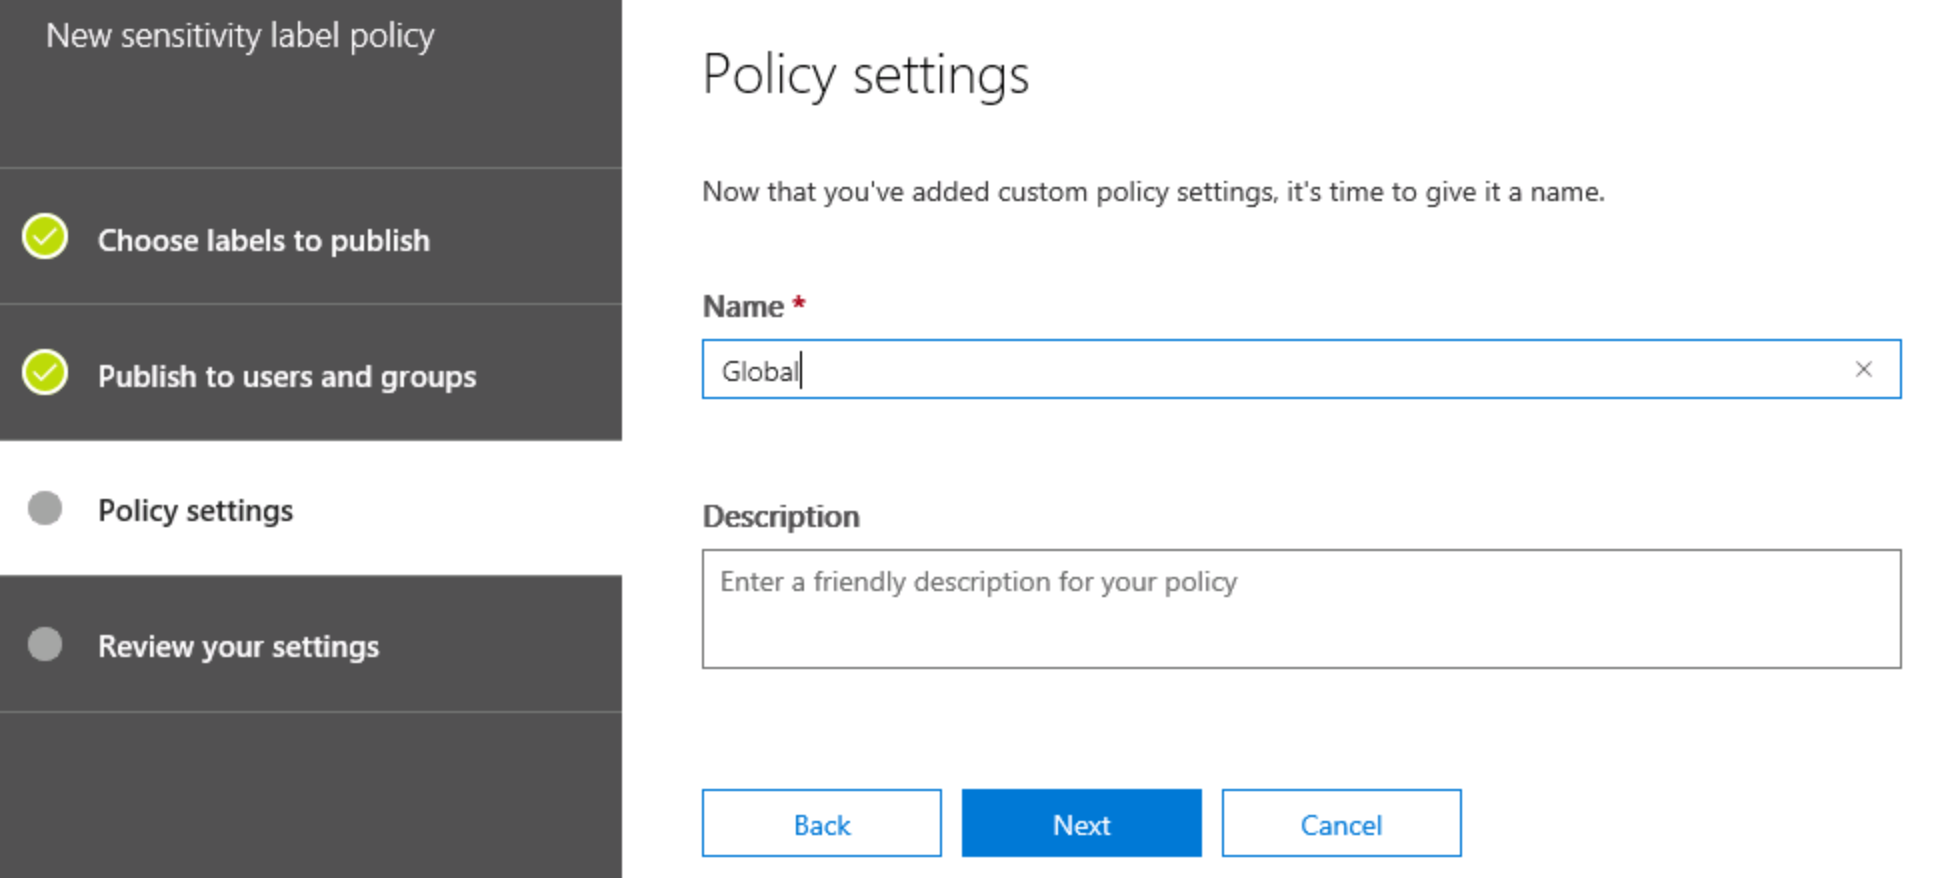 New sensitivity label policy
Choose labels to publish
Publish to users and groups
Policy settings
Review your settings
Policy settings
Now that you've added custom policy settings, it's time to give it a name.
Name *
Global
Description
Enter a friendly description for your policy
Back Next Cancel